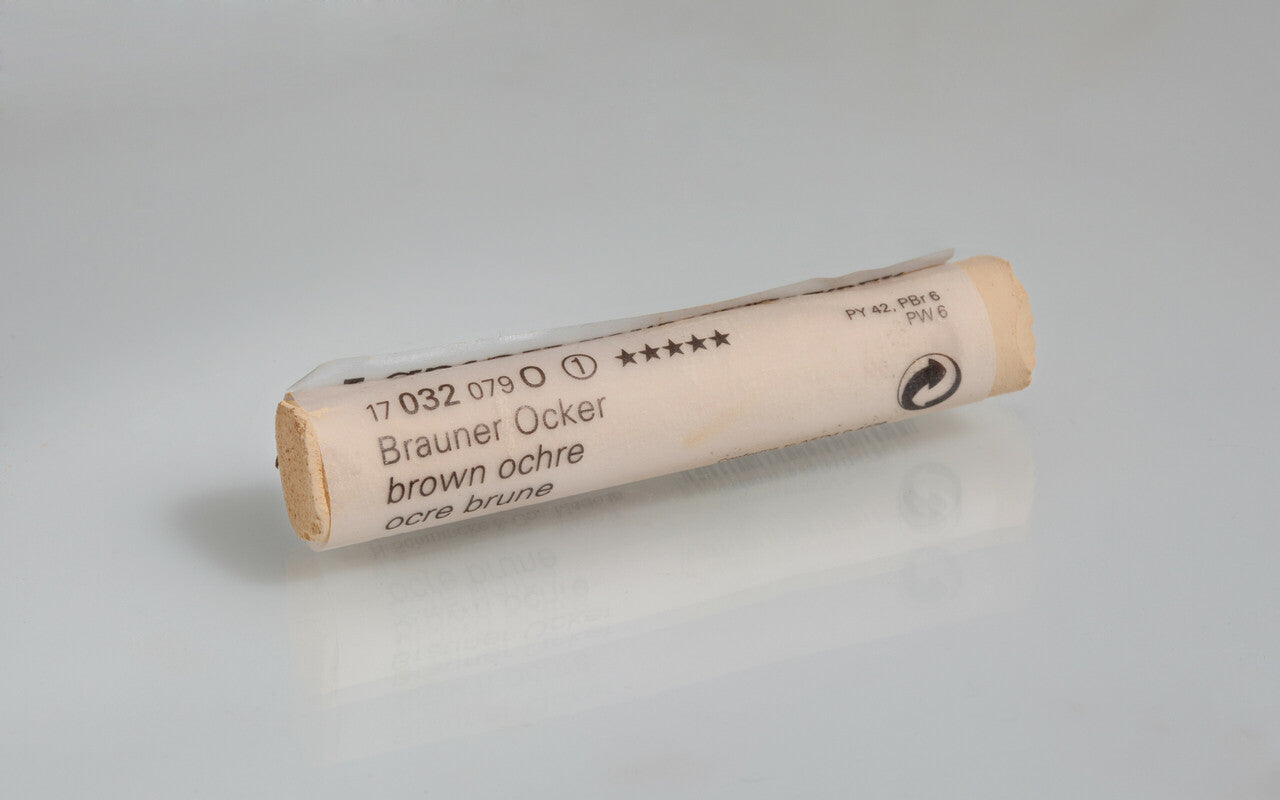 17 032 079 O ① ★★★★★
Brauner Ocker
brown ochre
ocre brune
PY 42, PBr 6
PW 6